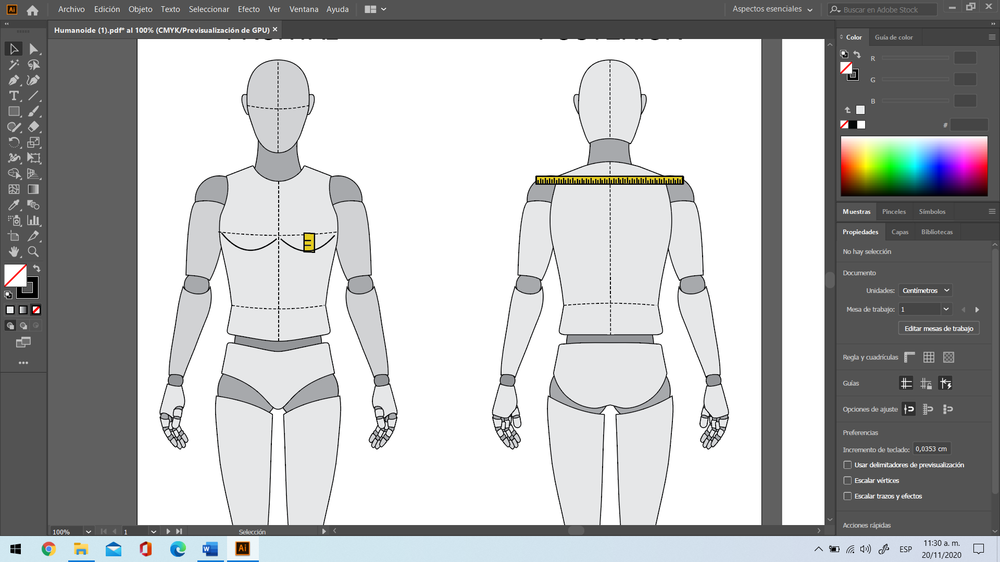 Ai
Archivo Edición Objeto Texto Seleccionar Efecto Ver Ventana Ayuda
Aspectos esenciales
Buscar en Adobe Stock
Humanoide (1).pdf* al 100% (CMYK/Previsualización de GPU)
Color Guía de color
R
G
B
#
Muestras Pinceles Símbolos
Propiedades Capas Bibliotecas
No hay selección
Documento
Unidades: Centímetros
Mesa de trabajo: 1
Editar mesas de trabajo
Regla y cuadrículas
Guías
Opciones de ajuste
Preferencias
Incremento de teclado: 0,0353 cm
Usar delimitadores de previsualización
Escalar vértices
Escalar trazos y efectos
Acciones rápidas
100% 1 Selección
Ai
ESP
11:30 a. m.
20/11/2020